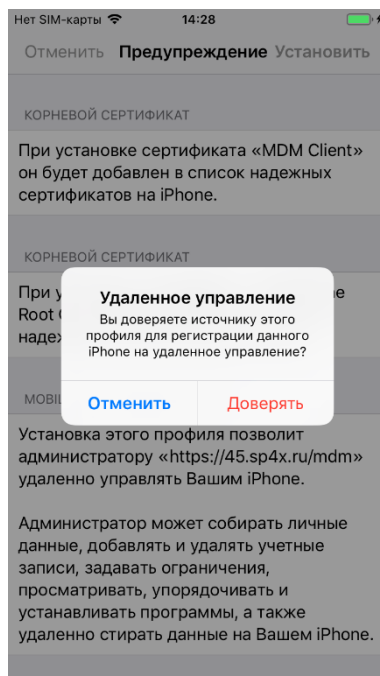 Нет SIM-карты 14:28
Отменить Предупреждение Установить
КОРНЕВОЙ СЕРТИФИКАТ
При установке сертификата «MDM Client»
он будет добавлен в список надежных
сертификатов на iPhone.
КОРНЕВОЙ СЕРТИФИКАТ
При у
e
Root
наде
Удаленное управление
Вы доверяете источнику этого
профиля для регистрации данного
iPhone на удаленное управление?
Отменить Доверять
MOBI
Установка этого профиля позволит
администратору «https://45.sp4x.ru/mdm»
удаленно управлять Вашим iPhone.
Администратор может собирать личные
данные, добавлять и удалять учетные
записи, задавать ограничения,
просматривать, упорядочивать и
устанавливать программы, а также
удаленно стирать данные на Вашем iPhone.